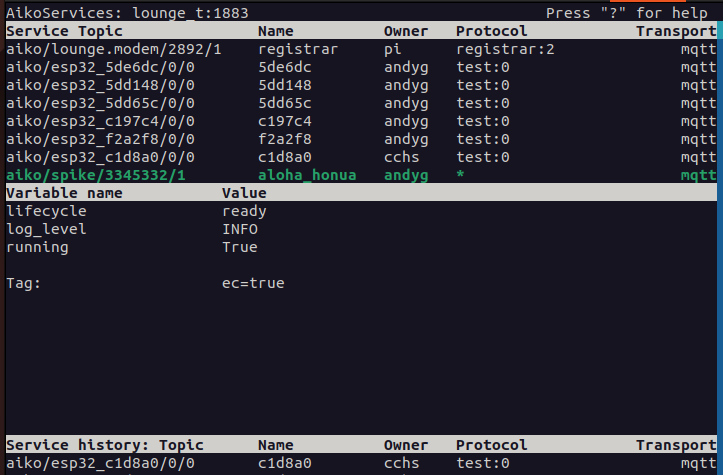 AikoServices: lounge_t:1883 Press "?" for help
Service Topic Name Owner Protocol Transport
aiko/lounge.modem/2892/1 registrar pi registrar:2 mqtt
aiko/esp32_5de6dc/0/0 5de6dc andyg test:0 mqtt
aiko/esp32_5dd148/0/0 5dd148 andyg test:0 mqtt
aiko/esp32_5dd65c/0/0 5dd65c andyg test:0 mqtt
aiko/esp32_c197c4/0/0 c197c4 andyg test:0 mqtt
aiko/esp32_f2a2f8/0/0 f2a2f8 andyg test:0 mqtt
aiko/esp32_c1d8a0/0/0 c1d8a0 cchs test:0 mqtt
aiko/spike/3345332/1 aloha_honua andyg * mqtt
Variable name Value
lifecycle ready
log_level INFO
running True
Tag: ec=true
Service history: Topic Name Owner Protocol Transport
aiko/esp32_c1d8a0/0/0 c1d8a0 cchs test:0 mqtt